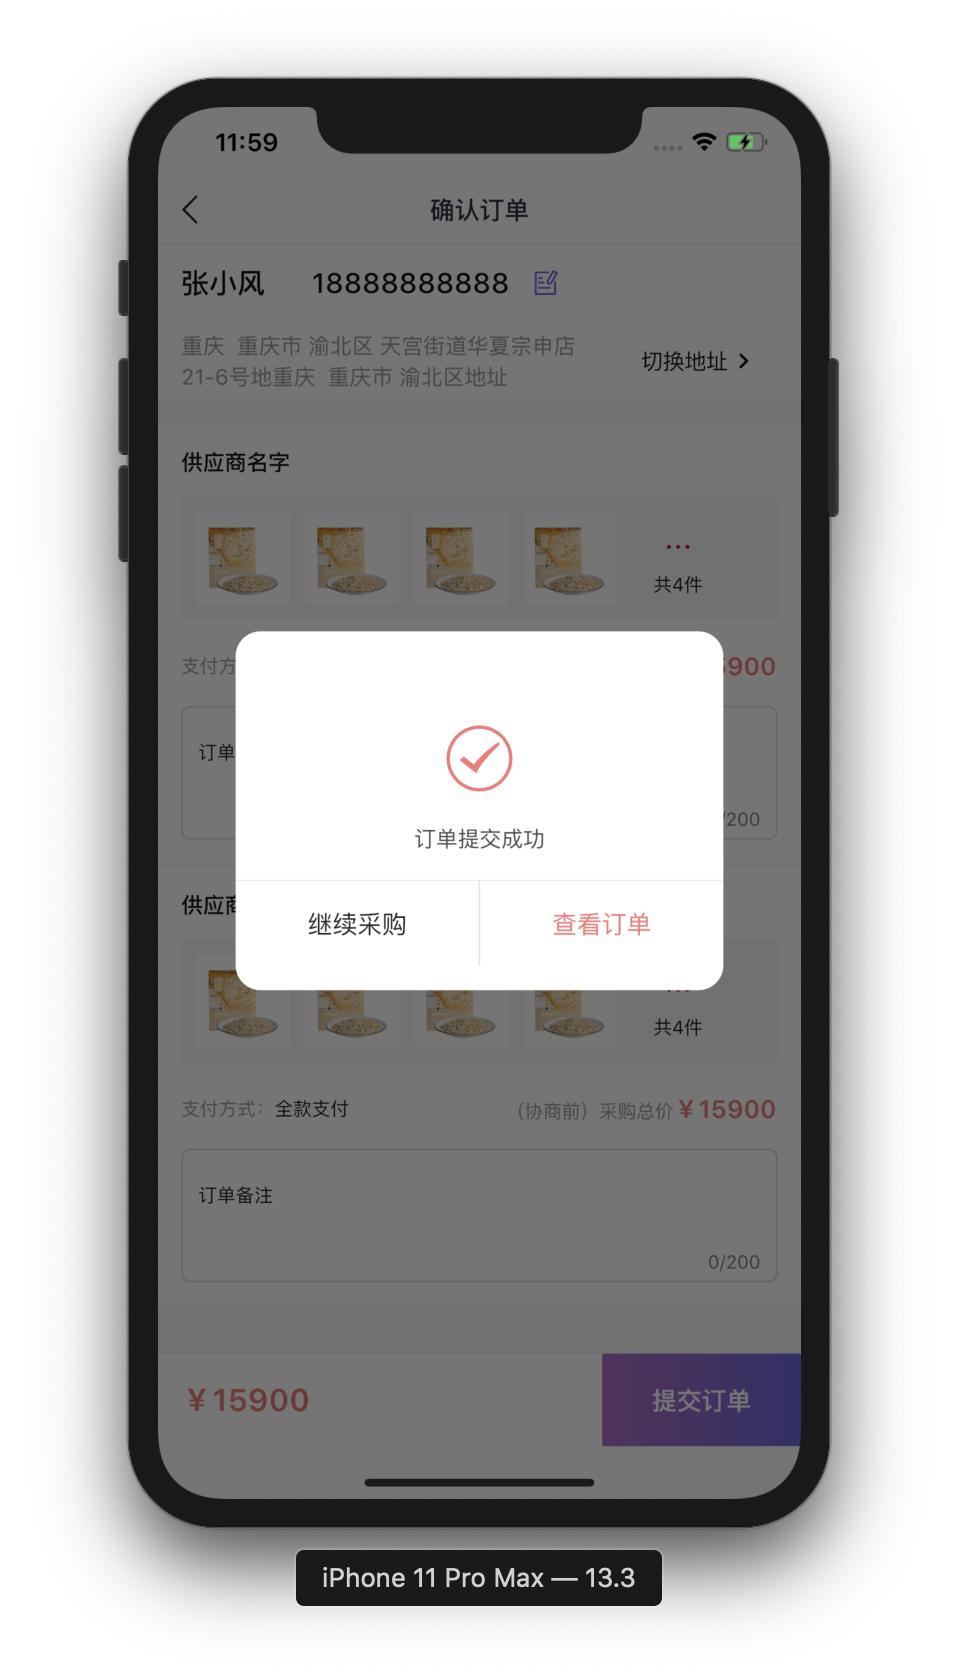 11:59
确认订单
张小风 18888888888
重庆 重庆市 渝北区 天宫街道华夏宗申店
21-6号地重庆 重庆市 渝北区地址
切换地址
供应商名字
...
共4件
支付方 5900
订单
/200
订单提交成功
继续采购 查看订单
供应商
共4件
支付方式：全款支付 （协商前）采购总价 ¥15900
订单备注
0/200
¥15900 提交订单
iPhone 11 Pro Max — 13.3